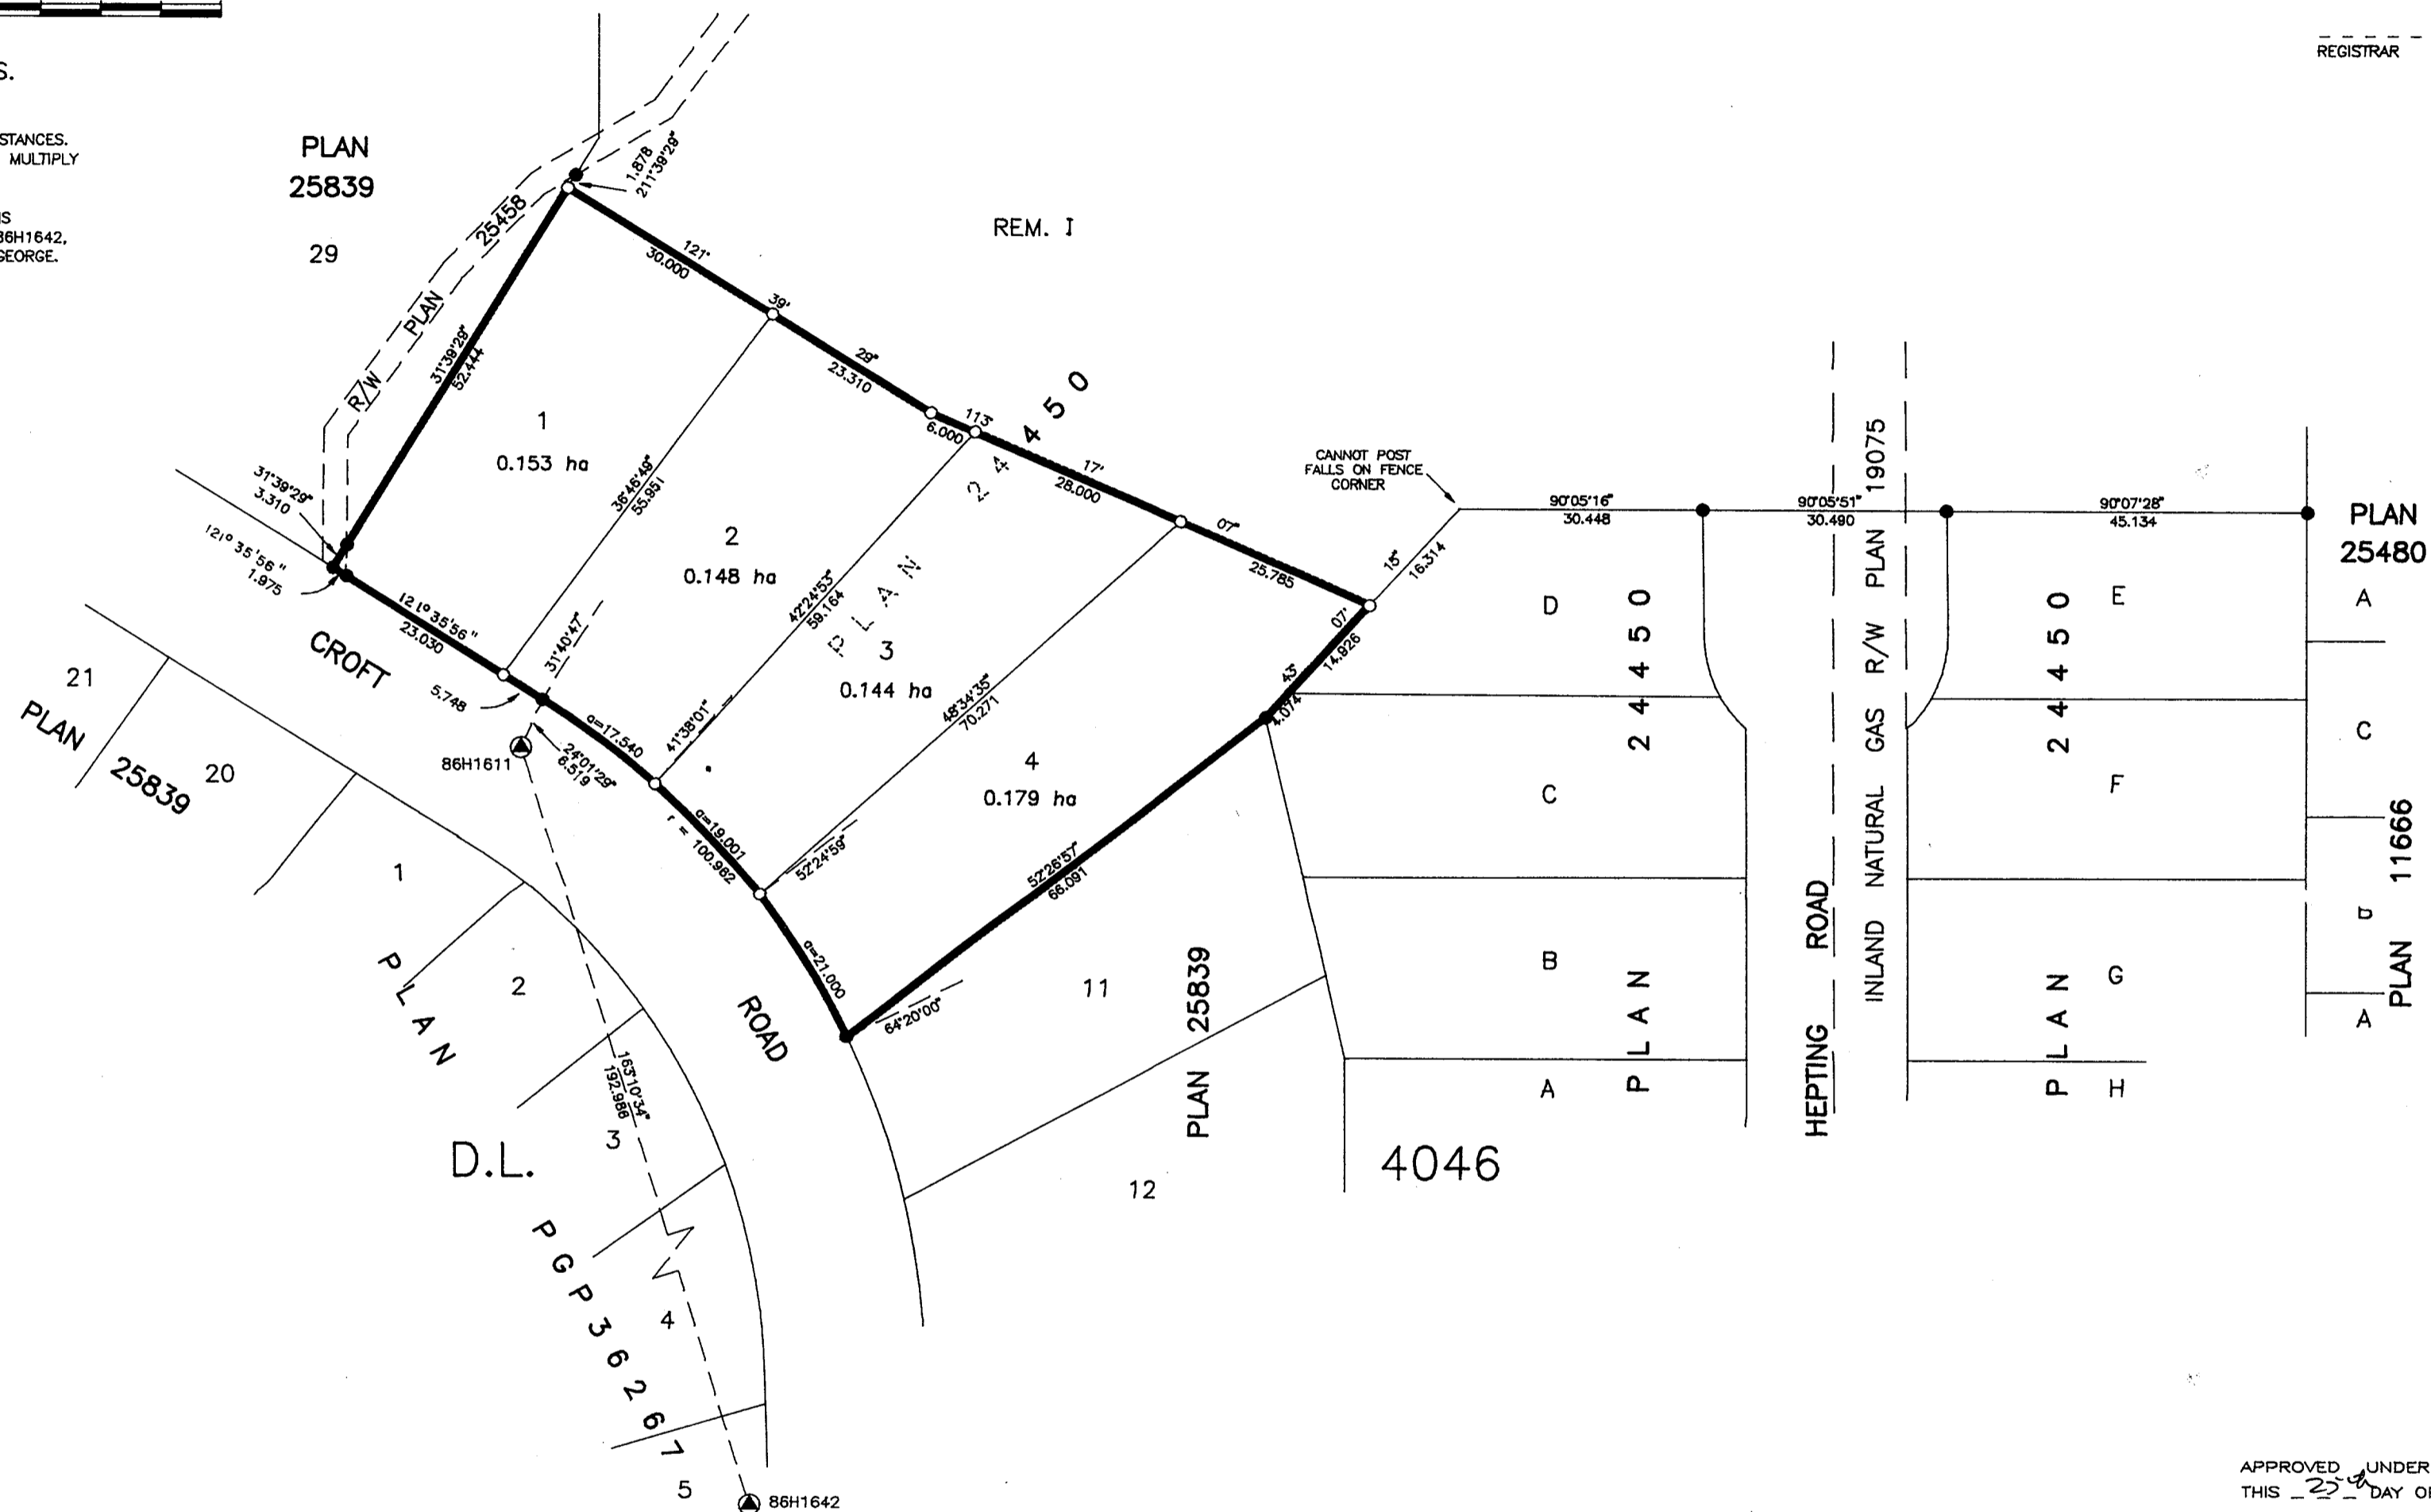 S.
STANCES.
MULTIPLY
IS
86H1642,
GEORGE.
REGISTRAR
PLAN
25839
29
R/W PLAN 25458
1.878
211°39'29"
REM. I
121° 39' 29"
30.000
23.310
113° 17' 07"
6.000
28.000
25.785
31°39'29"
52.444
31°39'29"
3.310
121° 35' 56"
1.975
121° 35' 56"
23.030
5.748
31°40'47"
1
0.153 ha
36°46'49"
55.951
2
0.148 ha
42°24'53"
59.164
PLAN 24450
3
0.144 ha
48°34'35"
70.271
4
0.179 ha
43° 07' 15"
16.314
14.926
4.074
52°26'57"
66.091
CANNOT POST
FALLS ON FENCE
CORNER
90°05'16"
30.448
90°05'51"
30.490
90°07'28"
45.134
PLAN
25480
A
C
A
PLAN 11666
D
C
B
A
PLAN 24450
HEPTING ROAD
INLAND NATURAL GAS R/W PLAN 19075
E
F
G
H
PLAN 24450
CROFT
ROAD
a=17.540
41°38'01"
a=19.001
r = 100.982
52°24'59"
a=21.000
64°20'00"
24°01'29"
6.519
86H1611
21
PLAN
25839
20
1
2
3
4
5
163°10'34"
192.986
PLAN
PGP36267
86H1642
11
12
PLAN 25839
D.L.
4046
APPROVED UNDER
THIS 25th DAY OF